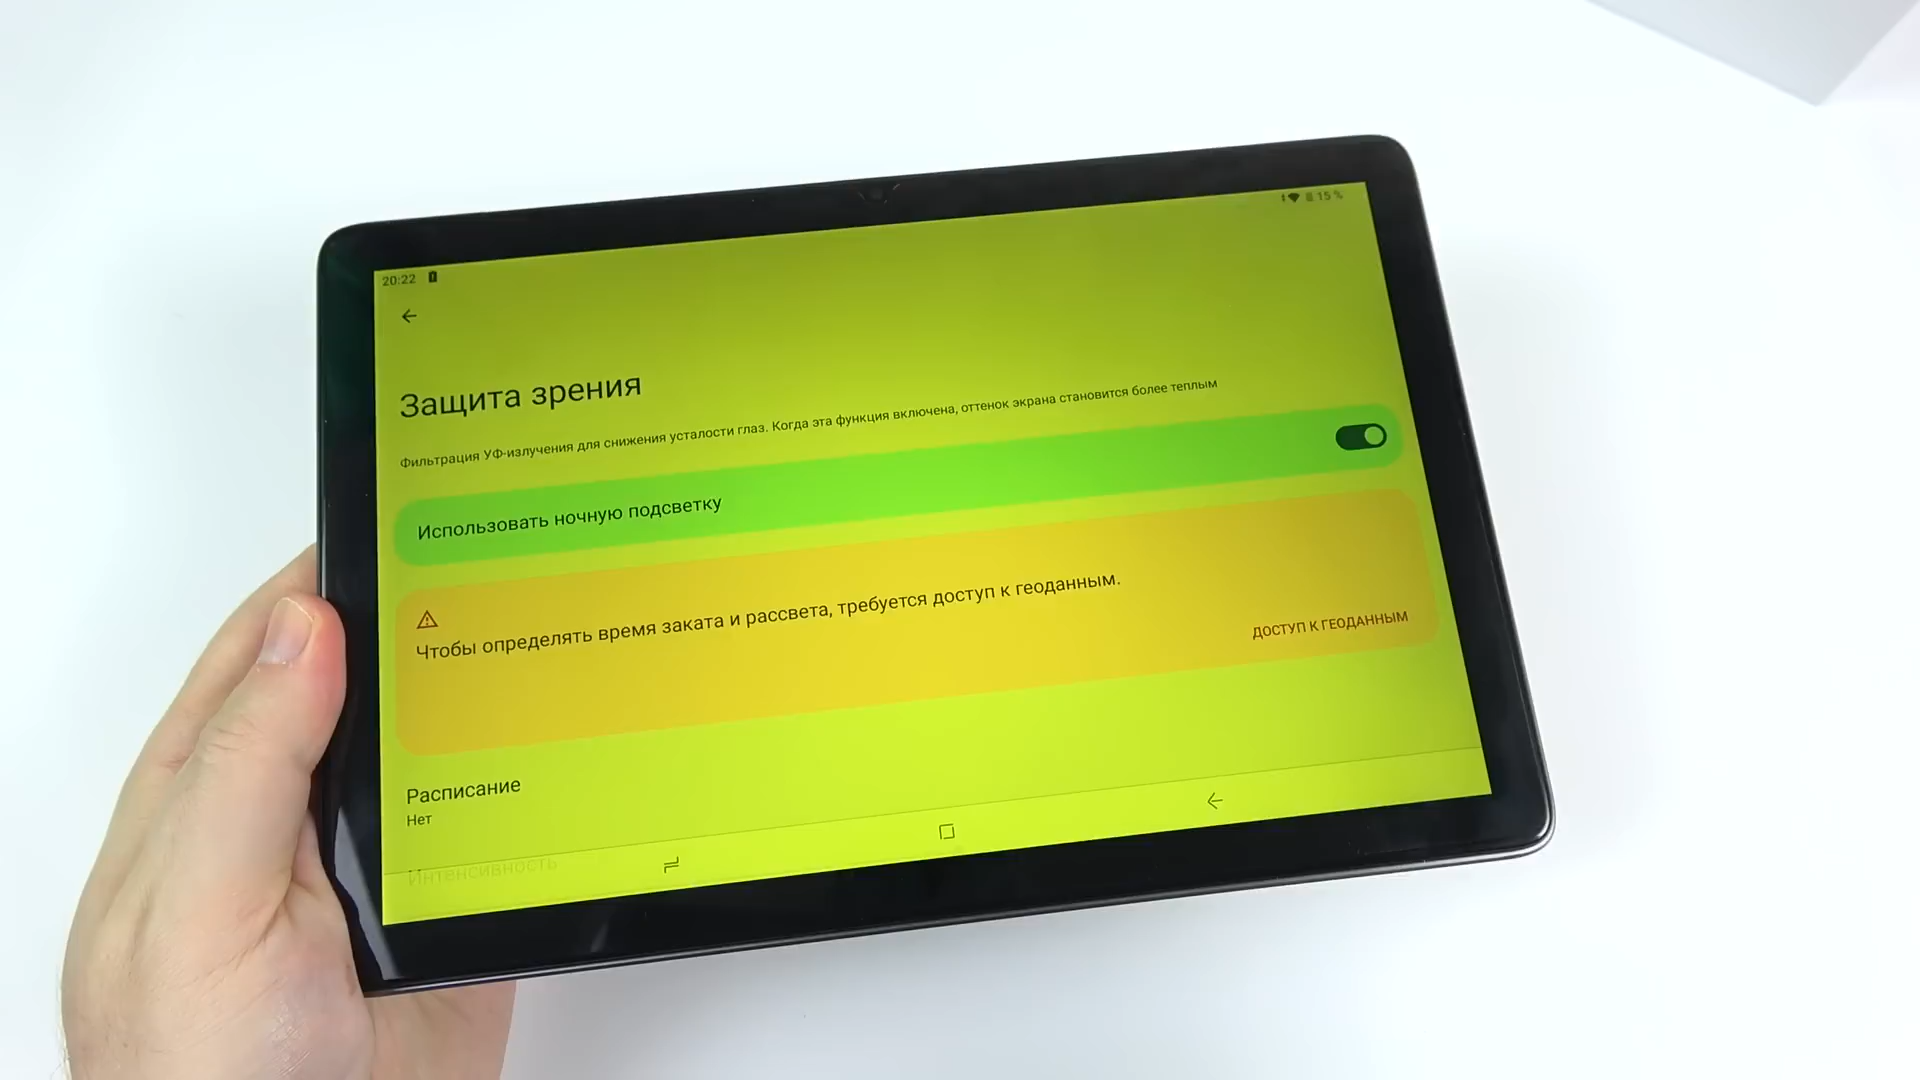 20:22
15 %
Защита зрения
Фильтрация УФ-излучения для снижения усталости глаз. Когда эта функция включена, оттенок экрана становится более теплым
Использовать ночную подсветку
Чтобы определять время заката и рассвета, требуется доступ к геоданным.
ДОСТУП К ГЕОДАННЫМ
Расписание
Нет
Интенсивность